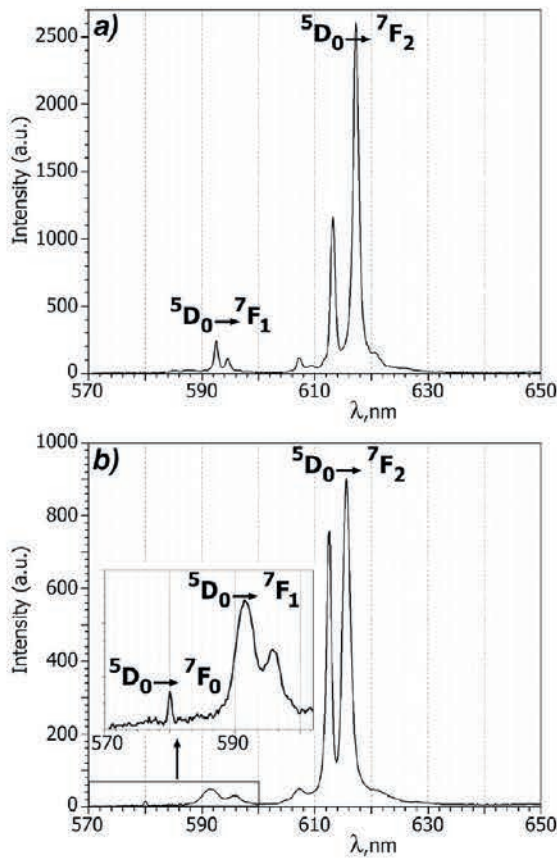 a)
⁵D₀→⁷F₂
⁵D₀→⁷F₁
Intensity (a.u.)
2500
2000
1500
1000
500
0
570 590 610 630 650
λ,nm
b)
⁵D₀→⁷F₂
⁵D₀→⁷F₁
⁵D₀→⁷F₀
570 590
Intensity (a.u.)
1000
800
600
400
200
0
570 590 610 630 650
λ,nm